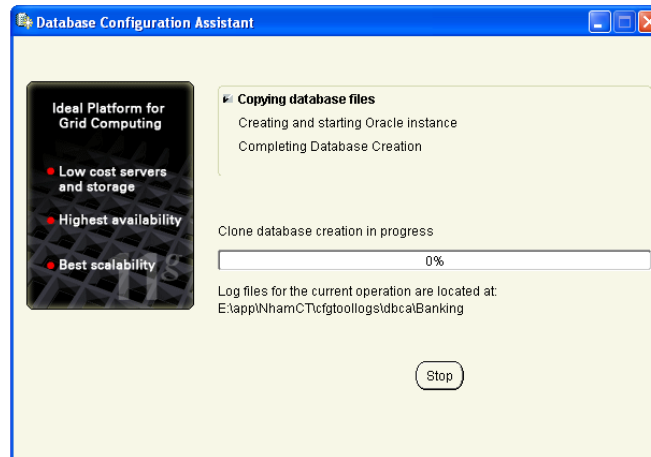 Database Configuration Assistant
Ideal Platform for
Grid Computing
Low cost servers
and storage
Highest availability
Best scalability
11g
Copying database files
Creating and starting Oracle instance
Completing Database Creation
Clone database creation in progress
0%
Log files for the current operation are located at:
E:\app\NhamCT\cfgtoollogs\dbca\Banking
Stop